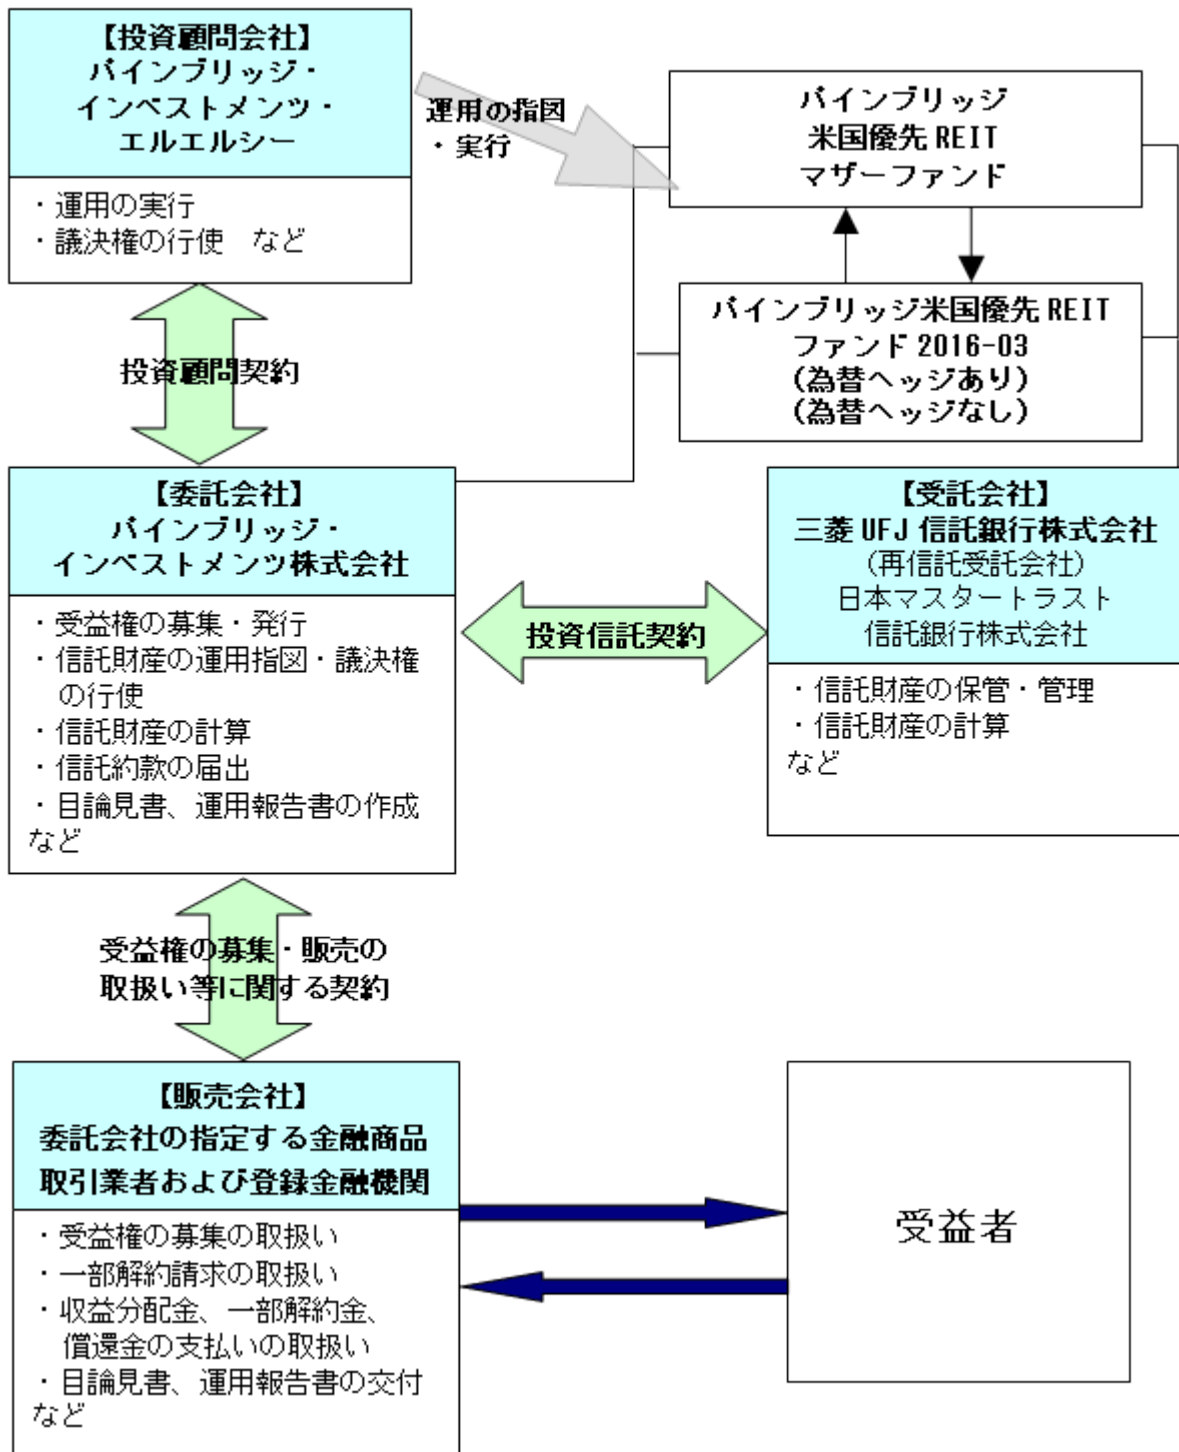 【投資顧問会社】
パインブリッジ・
インベストメンツ・
エルエルシー
・運用の実行
・議決権の行使　など
運用の指図
・実行
パインブリッジ
米国優先 REIT
マザーファンド
パインブリッジ米国優先 REIT
ファンド 2016-03
(為替ヘッジあり)
(為替ヘッジなし)
投資顧問契約
【委託会社】
パインブリッジ・
インベストメンツ株式会社
・受益権の募集・発行
・信託財産の運用指図・議決権
の行使
・信託財産の計算
・信託約款の届出
・目論見書、運用報告書の作成
など
投資信託契約
【受託会社】
三菱 UFJ 信託銀行株式会社
(再信託受託会社)
日本マスタートラスト
信託銀行株式会社
・信託財産の保管・管理
・信託財産の計算
など
受益権の募集・販売の
取扱い等に関する契約
【販売会社】
委託会社の指定する金融商品
取引業者および登録金融機関
・受益権の募集の取扱い
・一部解約請求の取扱い
・収益分配金、一部解約金、
償還金の支払いの取扱い
・目論見書、運用報告書の交付
など
受益者